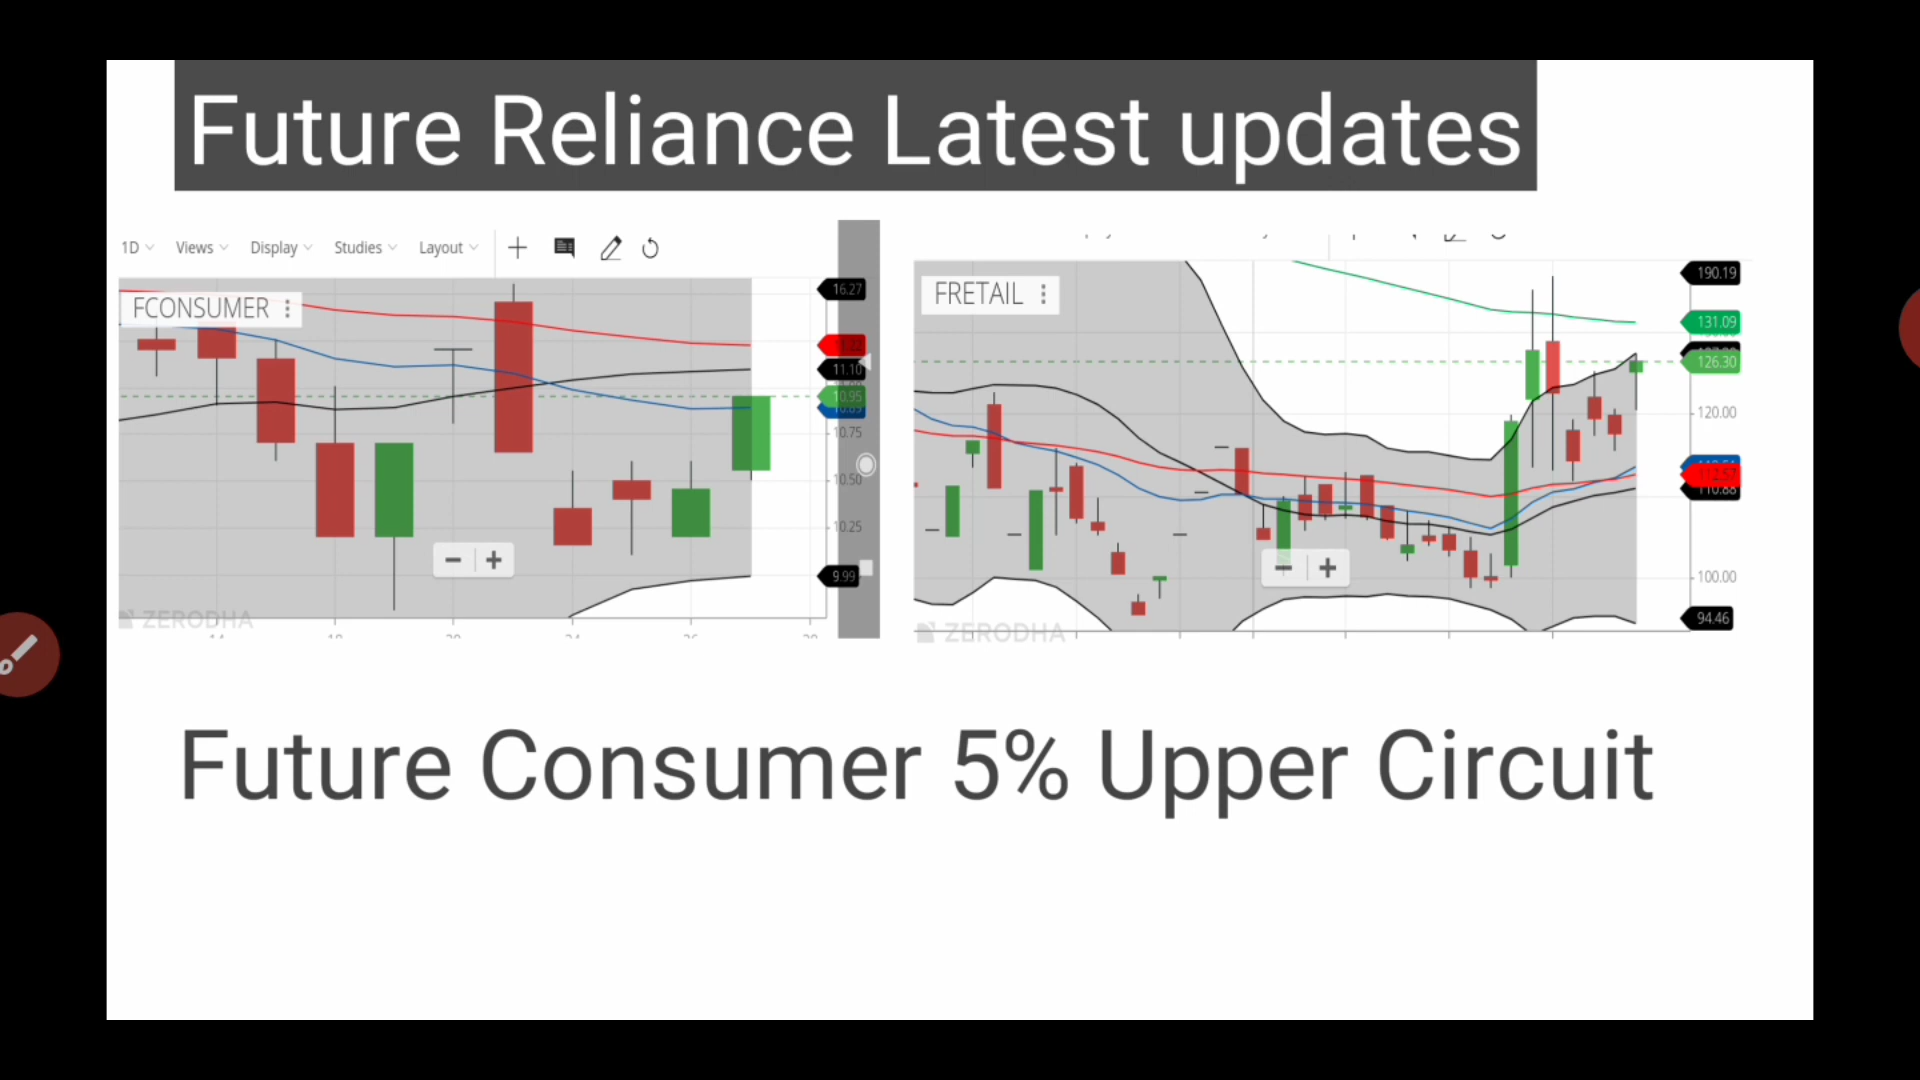 Future Reliance Latest updates
1D Views Display Studies Layout
FCONSUMER
16.27
11.10
10.95
10.75
10.50
10.25
9.99
ZERODHA
FRETAIL
190.19
131.09
126.30
120.00
112.57
110.88
100.00
94.46
ZERODHA
Future Consumer 5% Upper Circuit